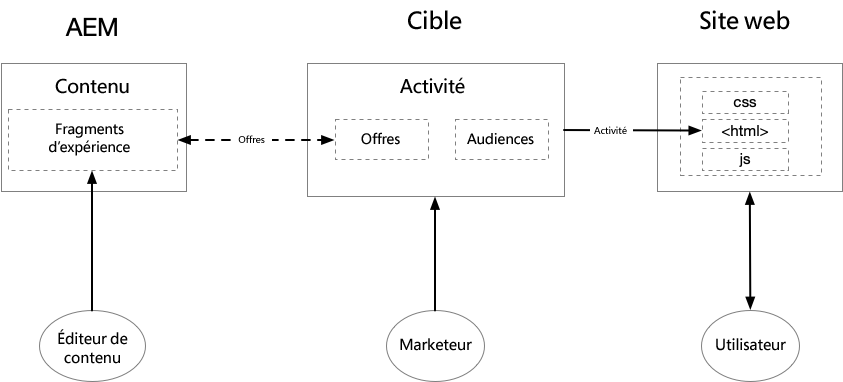 AEM
Cible
Site web
Contenu
Fragments
d’expérience
Offres
Activité
Offres
Audiences
Activité
css
<html>
js
Éditeur de
contenu
Marketeur
Utilisateur